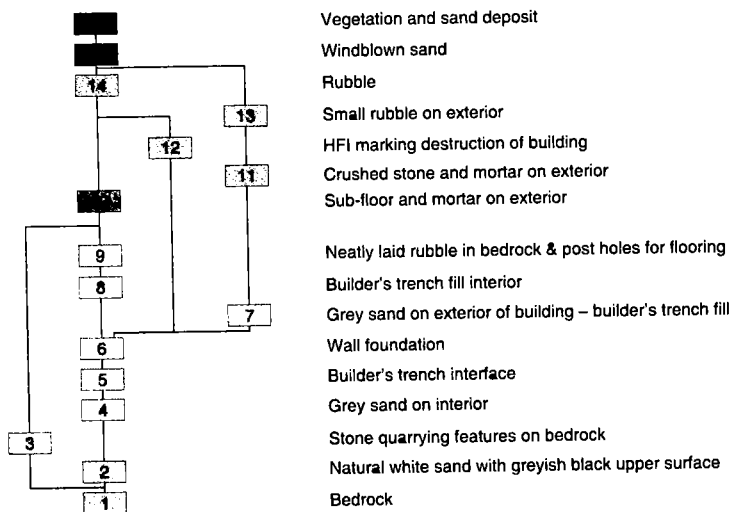 Vegetation and sand deposit
Windblown sand
14 Rubble
13 Small rubble on exterior
12 HFI marking destruction of building
11 Crushed stone and mortar on exterior
Sub-floor and mortar on exterior
9 Neatly laid rubble in bedrock & post holes for flooring
8 Builder's trench fill interior
7 Grey sand on exterior of building – builder's trench fill
6 Wall foundation
5 Builder's trench interface
4 Grey sand on interior
3 Stone quarrying features on bedrock
2 Natural white sand with greyish black upper surface
1 Bedrock